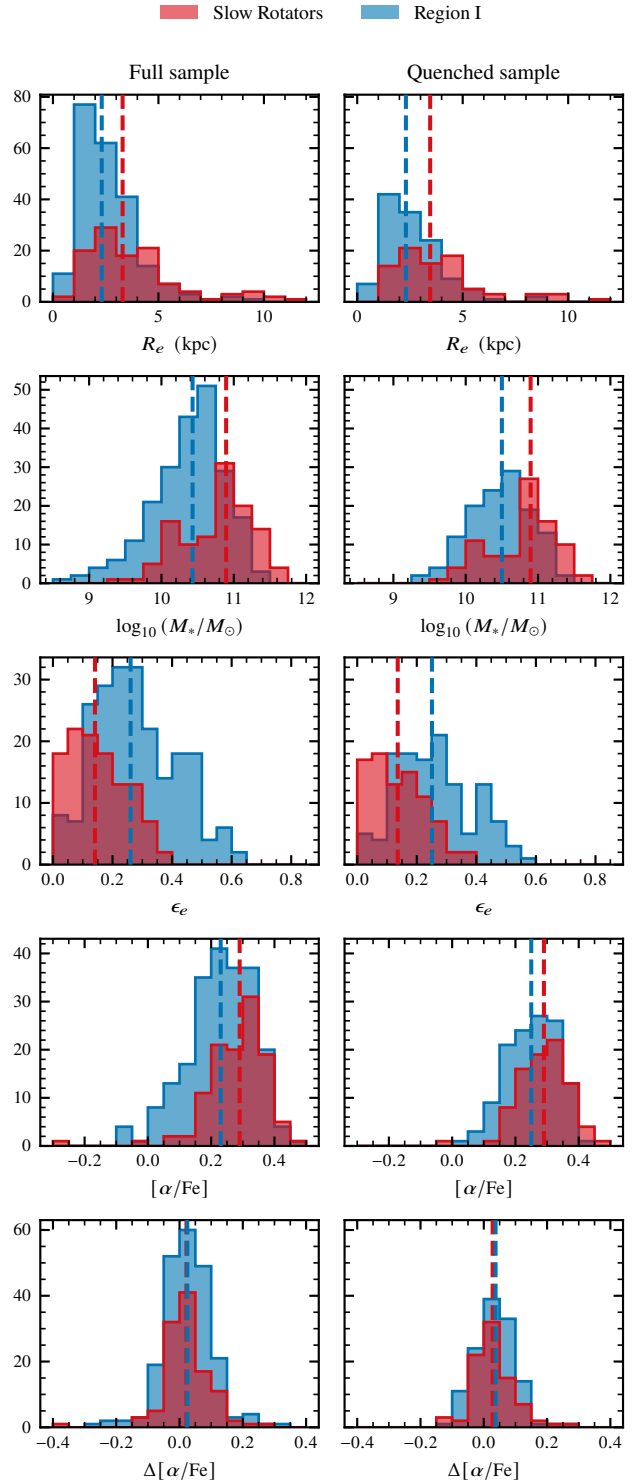 Slow Rotators Region I
Full sample Quenched sample
80
60
40
20
0
0 5 10 0 5 10
R_e (kpc) R_e (kpc)
50
40
30
20
10
0
9 10 11 12 9 10 11 12
log₁₀ (M_*/M_⊙) log₁₀ (M_*/M_⊙)
30
20
10
0
0.0 0.2 0.4 0.6 0.8 0.0 0.2 0.4 0.6 0.8
ϵ_e ϵ_e
40
30
20
10
0
−0.2 0.0 0.2 0.4 −0.2 0.0 0.2 0.4
[α/Fe] [α/Fe]
60
40
20
0
−0.4 −0.2 0.0 0.2 0.4 −0.4 −0.2 0.0 0.2 0.4
Δ[α/Fe] Δ[α/Fe]